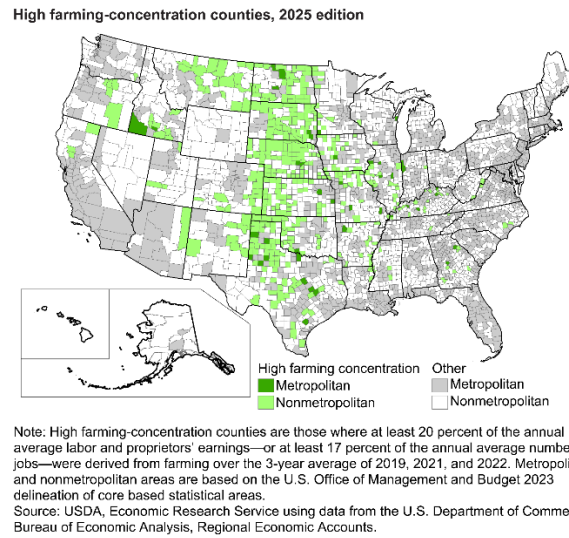 High farming-concentration counties, 2025 edition
High farming concentration
Metropolitan
Nonmetropolitan
Other
Metropolitan
Nonmetropolitan
Note: High farming-concentration counties are those where at least 20 percent of the annual
average labor and proprietors' earnings—or at least 17 percent of the annual average numbe
jobs—were derived from farming over the 3-year average of 2019, 2021, and 2022. Metropoli
and nonmetropolitan areas are based on the U.S. Office of Management and Budget 2023
delineation of core based statistical areas.
Source: USDA, Economic Research Service using data from the U.S. Department of Comme
Bureau of Economic Analysis, Regional Economic Accounts.